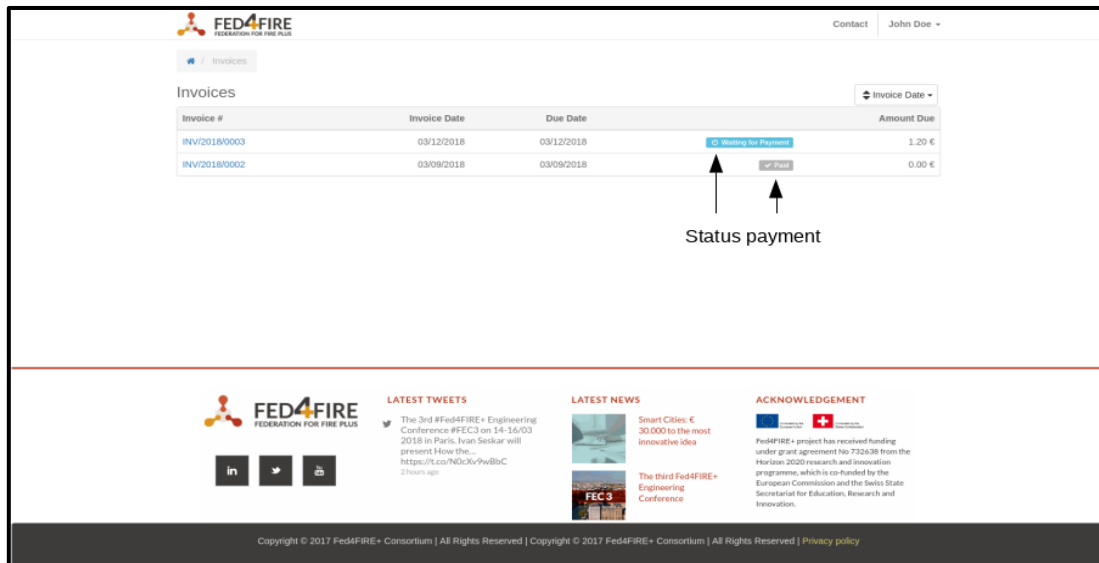 FED4FIRE
FEDERATION FOR FIRE PLUS
Contact John Doe
/ Invoices
Invoices
Invoice Date
Invoice # Invoice Date Due Date Amount Due
INV/2018/0003 03/12/2018 03/12/2018 Waiting for Payment 1.20 €
INV/2018/0002 03/09/2018 03/09/2018 Paid 0.00 €
Status payment
FED4FIRE
FEDERATION FOR FIRE PLUS
in
LATEST TWEETS
The 3rd #Fed4FIRE+ Engineering
Conference #FEC3 on 14-16/03
2018 in Paris. Ivan Seskar will
present How the...
https://t.co/N0cXv9wBbC
2 hours ago
LATEST NEWS
Smart Cities: €
30.000 to the most
innovative idea
FEC 3
The third Fed4FIRE+
Engineering
Conference
ACKNOWLEDGEMENT
Fed4FIRE+ project has received funding
under grant agreement No 732638 from the
Horizon 2020 research and innovation
programme, which is co-funded by the
European Commission and the Swiss State
Secretariat for Education, Research and
Innovation.
Copyright © 2017 Fed4FIRE+ Consortium | All Rights Reserved | Copyright © 2017 Fed4FIRE+ Consortium | All Rights Reserved | Privacy policy